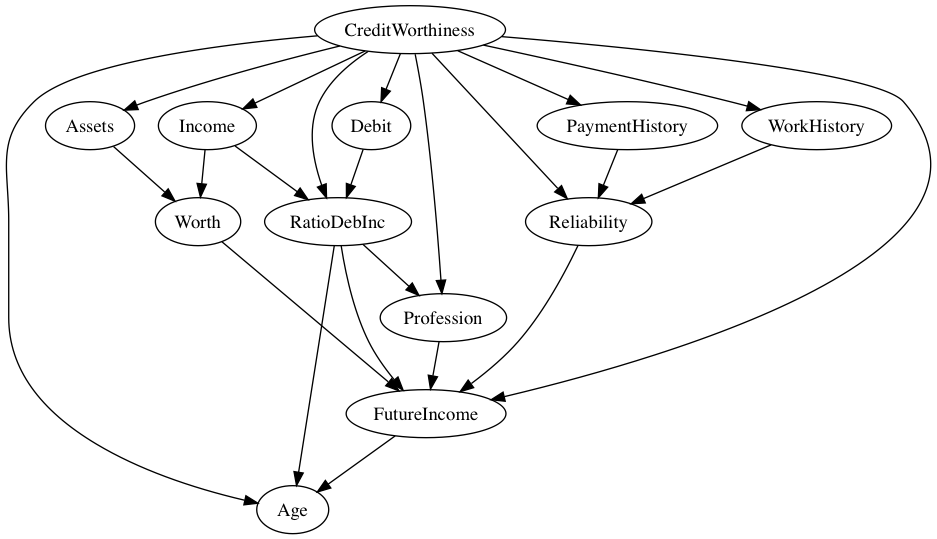 CreditWorthiness
Assets
Income
Debit
PaymentHistory
WorkHistory
Worth
RatioDebInc
Reliability
Profession
FutureIncome
Age